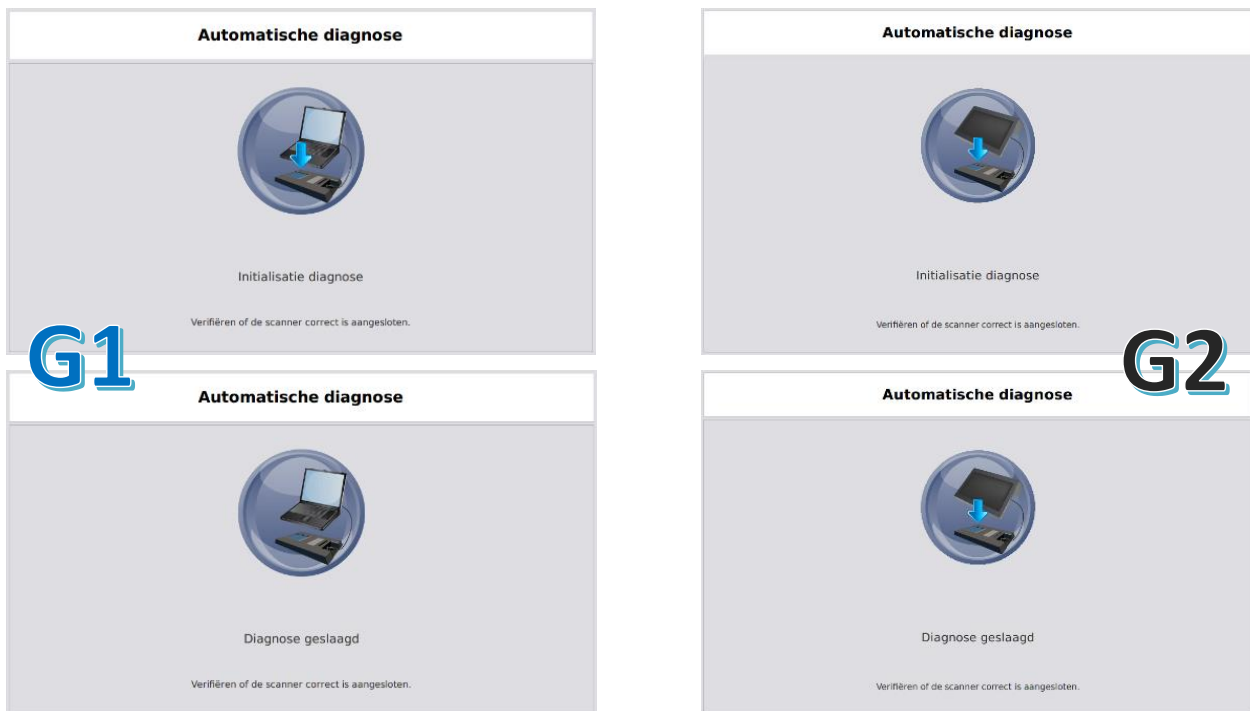 Automatische diagnose
Initialisatie diagnose
Verifiëren of de scanner correct is aangesloten.
G1
Automatische diagnose
Diagnose geslaagd
Verifiëren of de scanner correct is aangesloten.
Automatische diagnose
Initialisatie diagnose
Verifiëren of de scanner correct is aangesloten.
G2
Automatische diagnose
Diagnose geslaagd
Verifiëren of de scanner correct is aangesloten.